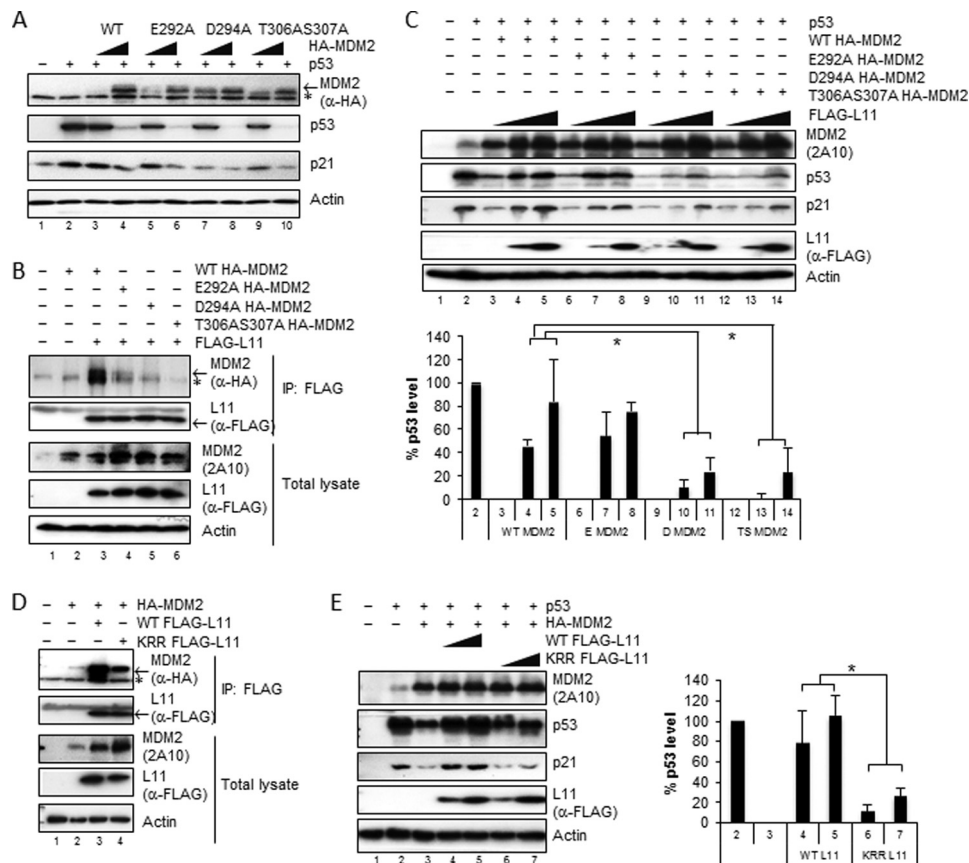 A
WT E292A D294A T306AS307A
HA-MDM2
− + + + + + + + + + p53
MDM2
(α-HA)
*
p53
p21
Actin
1 2 3 4 5 6 7 8 9 10
B
− + + − − − WT HA-MDM2
− − − + − − E292A HA-MDM2
− − − − + − D294A HA-MDM2
− − − − − + T306AS307A HA-MDM2
− − + + + + FLAG-L11
MDM2
(α-HA)
*
L11
(α-FLAG)
IP: FLAG
MDM2
(2A10)
L11
(α-FLAG)
Actin
Total lysate
1 2 3 4 5 6
C
− + + + + + + + + + + + + + p53
− − + + + − − − − − − − − − WT HA-MDM2
− − − − − + + + − − − − − − E292A HA-MDM2
− − − − − − − − + + + − − − D294A HA-MDM2
− − − − − − − − − − − + + + T306AS307A HA-MDM2
FLAG-L11
MDM2
(2A10)
p53
p21
L11
(α-FLAG)
Actin
1 2 3 4 5 6 7 8 9 10 11 12 13 14
% p53 level
140
120
100
80
60
40
20
0
* *
2 3 4 5 6 7 8 9 10 11 12 13 14
WT MDM2 E MDM2 D MDM2 TS MDM2
D
− + + + HA-MDM2
− − + − WT FLAG-L11
− − − + KRR FLAG-L11
MDM2
(α-HA)
*
L11
(α-FLAG)
IP: FLAG
MDM2
(2A10)
L11
(α-FLAG)
Actin
Total lysate
1 2 3 4
E
− + + + + + + p53
− − + + + + + HA-MDM2
WT FLAG-L11
KRR FLAG-L11
MDM2
(2A10)
p53
p21
L11
(α-FLAG)
Actin
1 2 3 4 5 6 7
% p53 level
140%
120%
100%
80%
60%
40%
20%
0%
*
2 3 4 5 6 7
WT L11 KRR L11